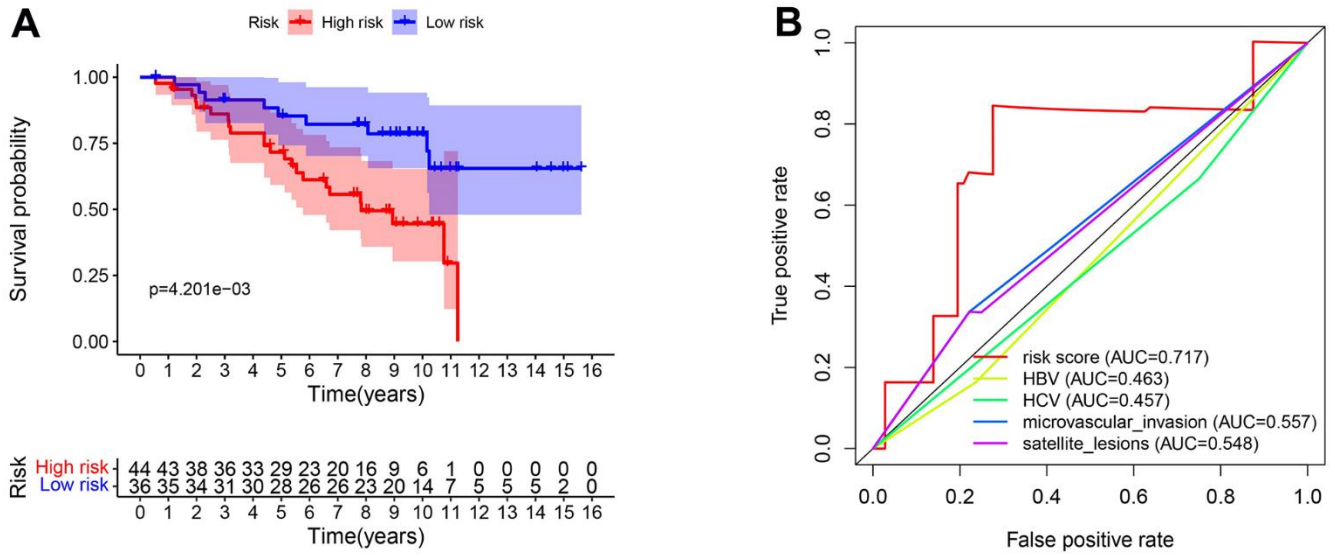 A
Risk High risk Low risk
Survival probability
1.00
0.75
0.50
0.25
0.00
p=4.201e−03
0 1 2 3 4 5 6 7 8 9 10 11 12 13 14 15 16
Time(years)
Risk
High risk 44 43 38 36 33 29 23 20 16 9 6 1 0 0 0 0 0
Low risk 36 35 34 31 30 28 26 26 23 20 14 7 5 5 5 2 0
0 1 2 3 4 5 6 7 8 9 10 11 12 13 14 15 16
Time(years)
B
True positive rate
1.0
0.8
0.6
0.4
0.2
0.0
risk score (AUC=0.717)
HBV (AUC=0.463)
HCV (AUC=0.457)
microvascular_invasion (AUC=0.557)
satellite_lesions (AUC=0.548)
0.0 0.2 0.4 0.6 0.8 1.0
False positive rate